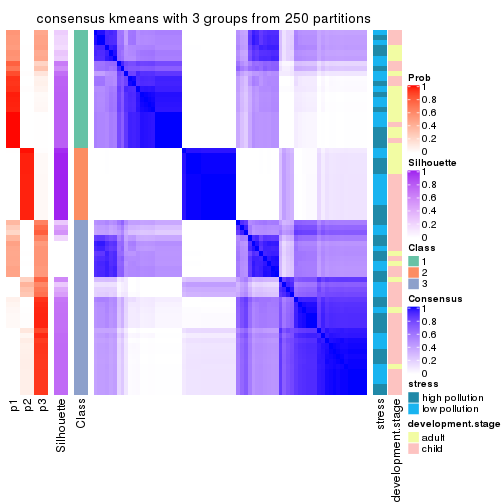 consensus kmeans with 3 groups from 250 partitions
Prob
1
0.8
0.6
0.4
0.2
0
Silhouette
1
0.8
0.6
0.4
0.2
0
Class
1
2
3
Consensus
1
0.8
0.6
0.4
0.2
0
stress
high pollution
low pollution
development.stage
adult
child
p1
p2
p3
Silhouette
Class
stress
development.stage